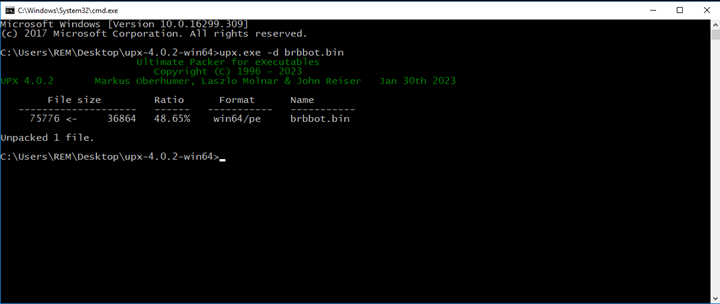 C:\Windows\System32\cmd.exe
Microsoft Windows [Version 10.0.16299.309]
(c) 2017 Microsoft Corporation. All rights reserved.
C:\Users\REM\Desktop\upx-4.0.2-win64>upx.exe -d brbbot.bin
Ultimate Packer for eXecutables
Copyright (C) 1996 - 2023
UPX 4.0.2 Markus Oberhumer, Laszlo Molnar & John Reiser Jan 30th 2023
File size Ratio Format Name
-------------------- ------ ----------- -----------
75776 <- 36864 48.65% win64/pe brbbot.bin
Unpacked 1 file.
C:\Users\REM\Desktop\upx-4.0.2-win64>